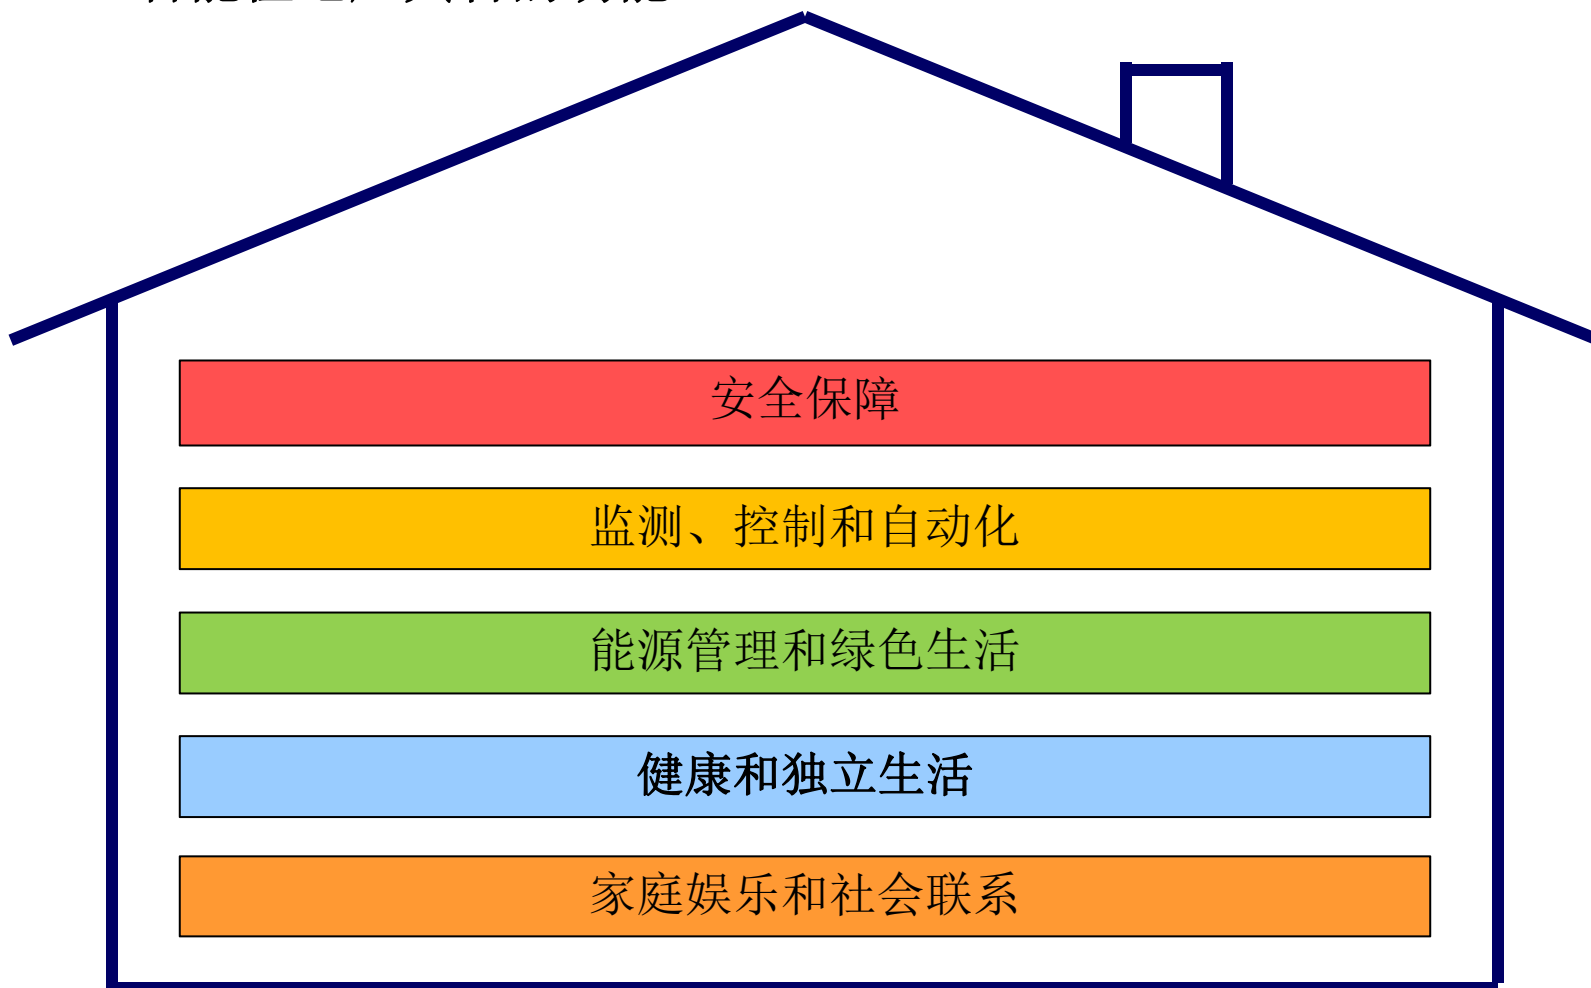 安全保障
监测、控制和自动化
能源管理和绿色生活
健康和独立生活
家庭娱乐和社会联系